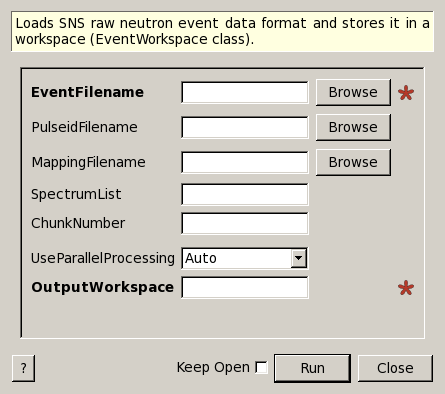 Loads SNS raw neutron event data format and stores it in a
workspace (EventWorkspace class).
EventFilename Browse *
PulseidFilename Browse
MappingFilename Browse
SpectrumList
ChunkNumber
UseParallelProcessing Auto
OutputWorkspace *
? Keep Open Run Close